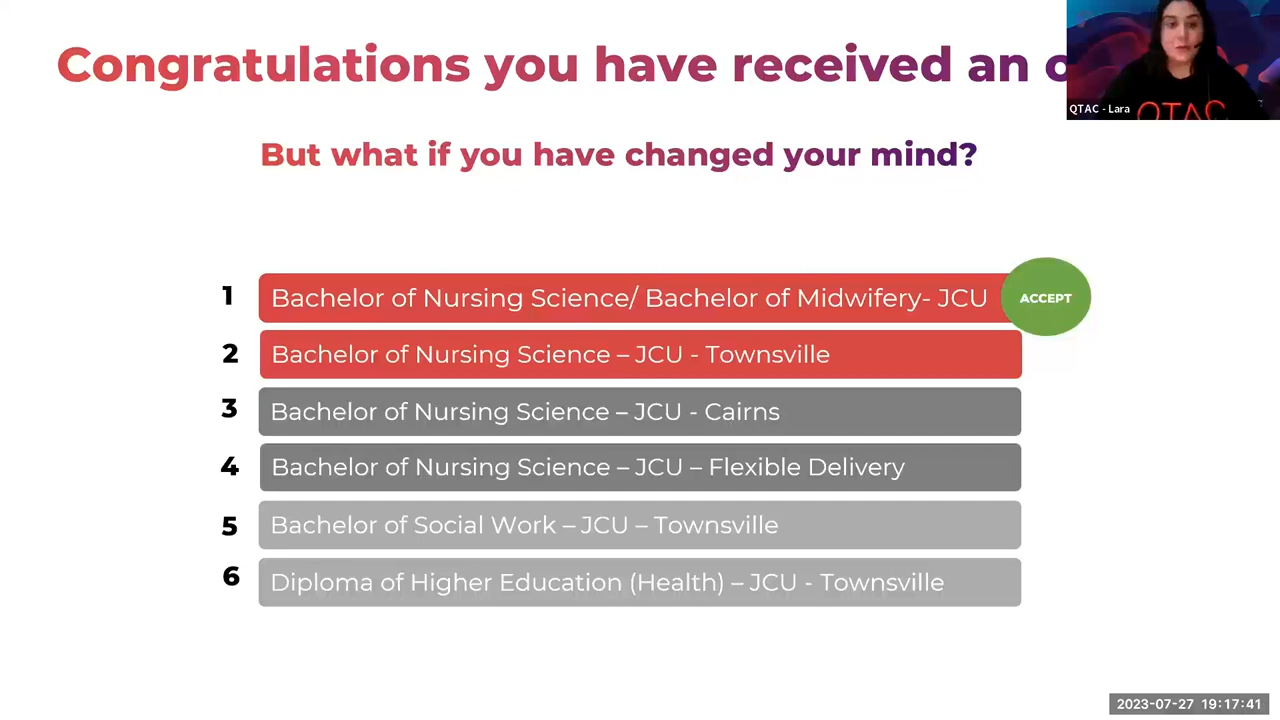 Congratulations you have received an
But what if you have changed your mind?
QTAC - Lara
QTAC
1 Bachelor of Nursing Science/ Bachelor of Midwifery- JCU ACCEPT
2 Bachelor of Nursing Science – JCU - Townsville
3 Bachelor of Nursing Science – JCU - Cairns
4 Bachelor of Nursing Science – JCU – Flexible Delivery
5 Bachelor of Social Work – JCU – Townsville
6 Diploma of Higher Education (Health) – JCU - Townsville
2023-07-27 19:17:41